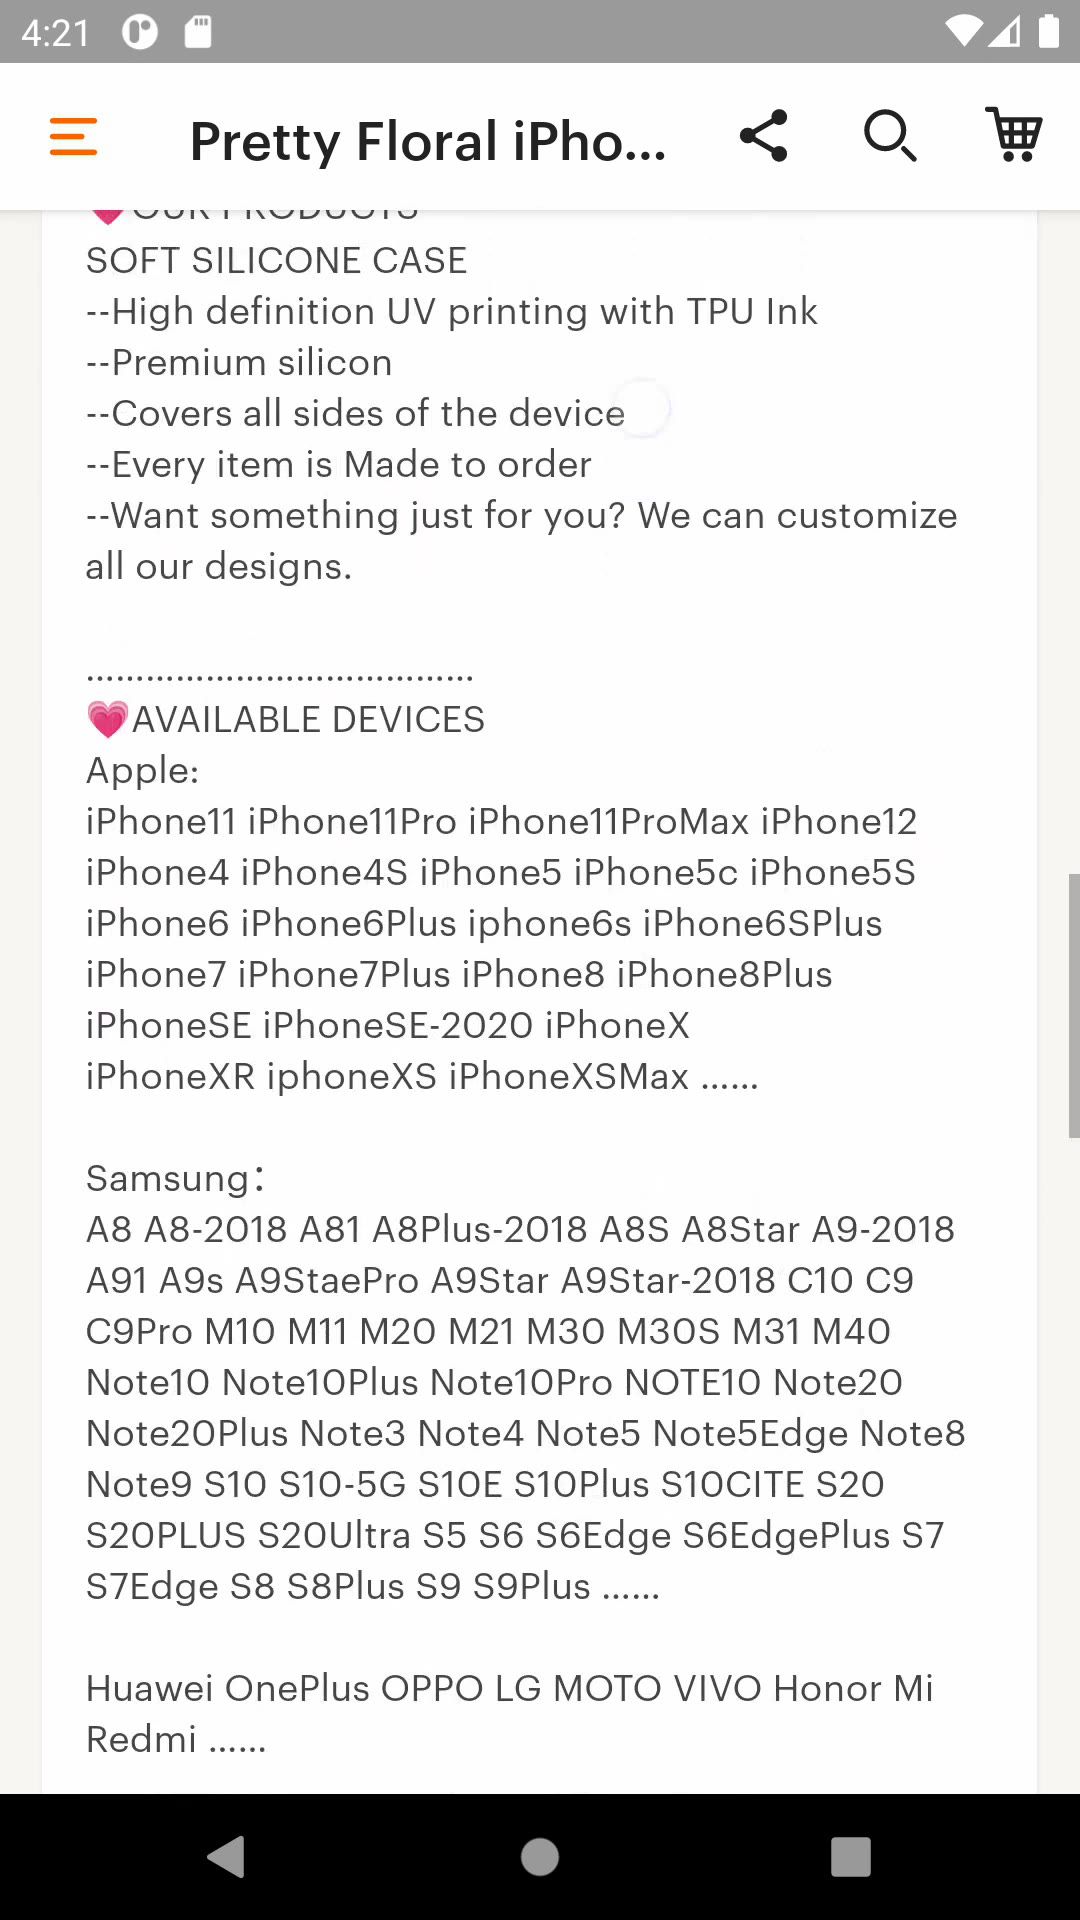 4:21
Pretty Floral iPho...
OUR PRODUCTS
SOFT SILICONE CASE
--High definition UV printing with TPU Ink
--Premium silicon
--Covers all sides of the device
--Every item is Made to order
--Want something just for you? We can customize
all our designs.
......................................
💗AVAILABLE DEVICES
Apple:
iPhone11 iPhone11Pro iPhone11ProMax iPhone12
iPhone4 iPhone4S iPhone5 iPhone5c iPhone5S
iPhone6 iPhone6Plus iphone6s iPhone6SPlus
iPhone7 iPhone7Plus iPhone8 iPhone8Plus
iPhoneSE iPhoneSE-2020 iPhoneX
iPhoneXR iphoneXS iPhoneXSMax ......
Samsung：
A8 A8-2018 A81 A8Plus-2018 A8S A8Star A9-2018
A91 A9s A9StaePro A9Star A9Star-2018 C10 C9
C9Pro M10 M11 M20 M21 M30 M30S M31 M40
Note10 Note10Plus Note10Pro NOTE10 Note20
Note20Plus Note3 Note4 Note5 Note5Edge Note8
Note9 S10 S10-5G S10E S10Plus S10CITE S20
S20PLUS S20Ultra S5 S6 S6Edge S6EdgePlus S7
S7Edge S8 S8Plus S9 S9Plus ......
Huawei OnePlus OPPO LG MOTO VIVO Honor Mi
Redmi ......